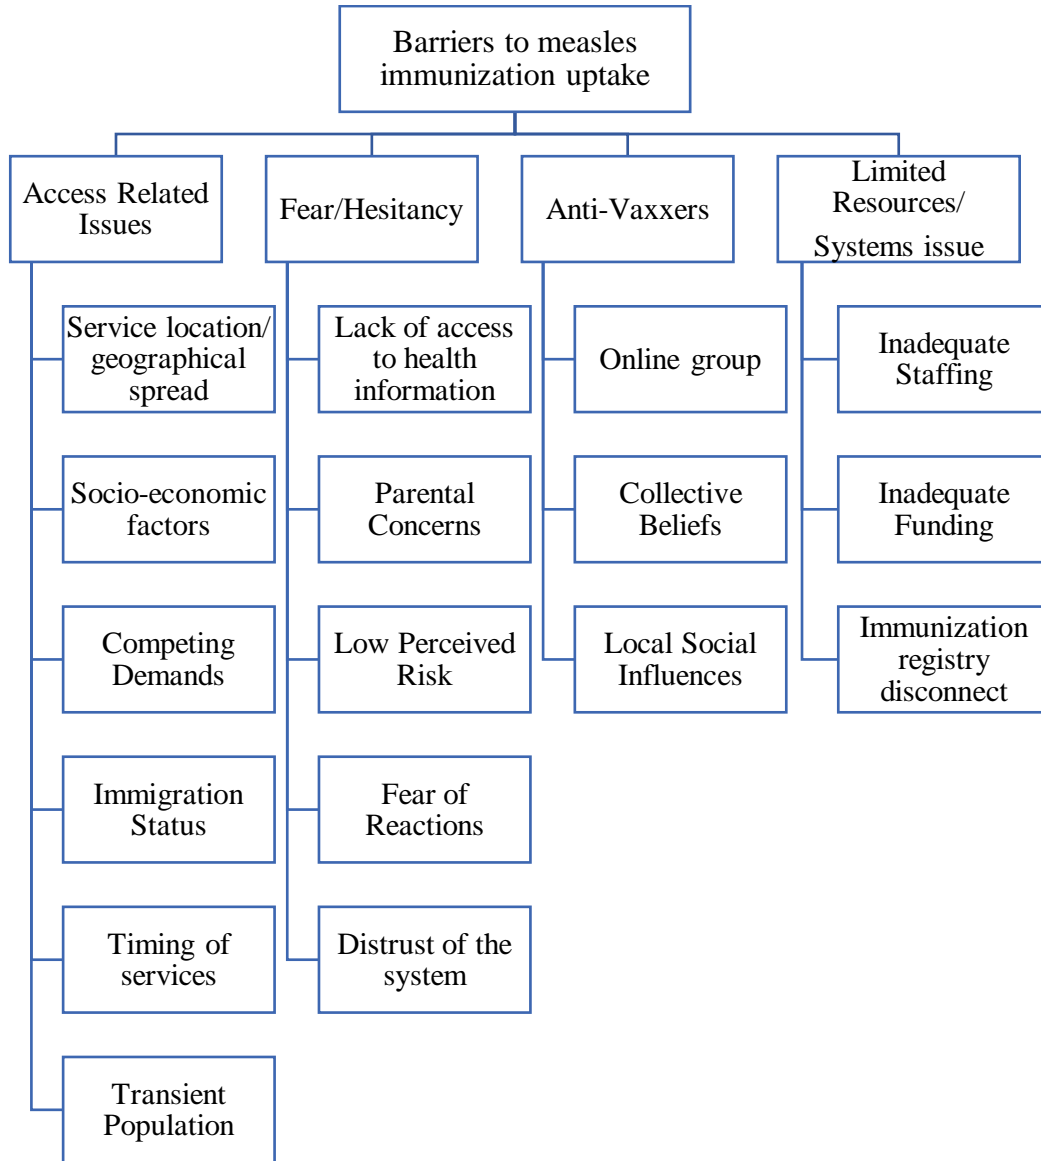 Barriers to measles
immunization uptake
Access Related
Issues
Fear/Hesitancy
Anti-Vaxxers
Limited
Resources/
Systems issue
Service location/
geographical
spread
Socio-economic
factors
Competing
Demands
Immigration
Status
Timing of
services
Transient
Population
Lack of access
to health
information
Parental
Concerns
Low Perceived
Risk
Fear of
Reactions
Distrust of the
system
Online group
Collective
Beliefs
Local Social
Influences
Inadequate
Staffing
Inadequate
Funding
Immunization
registry
disconnect